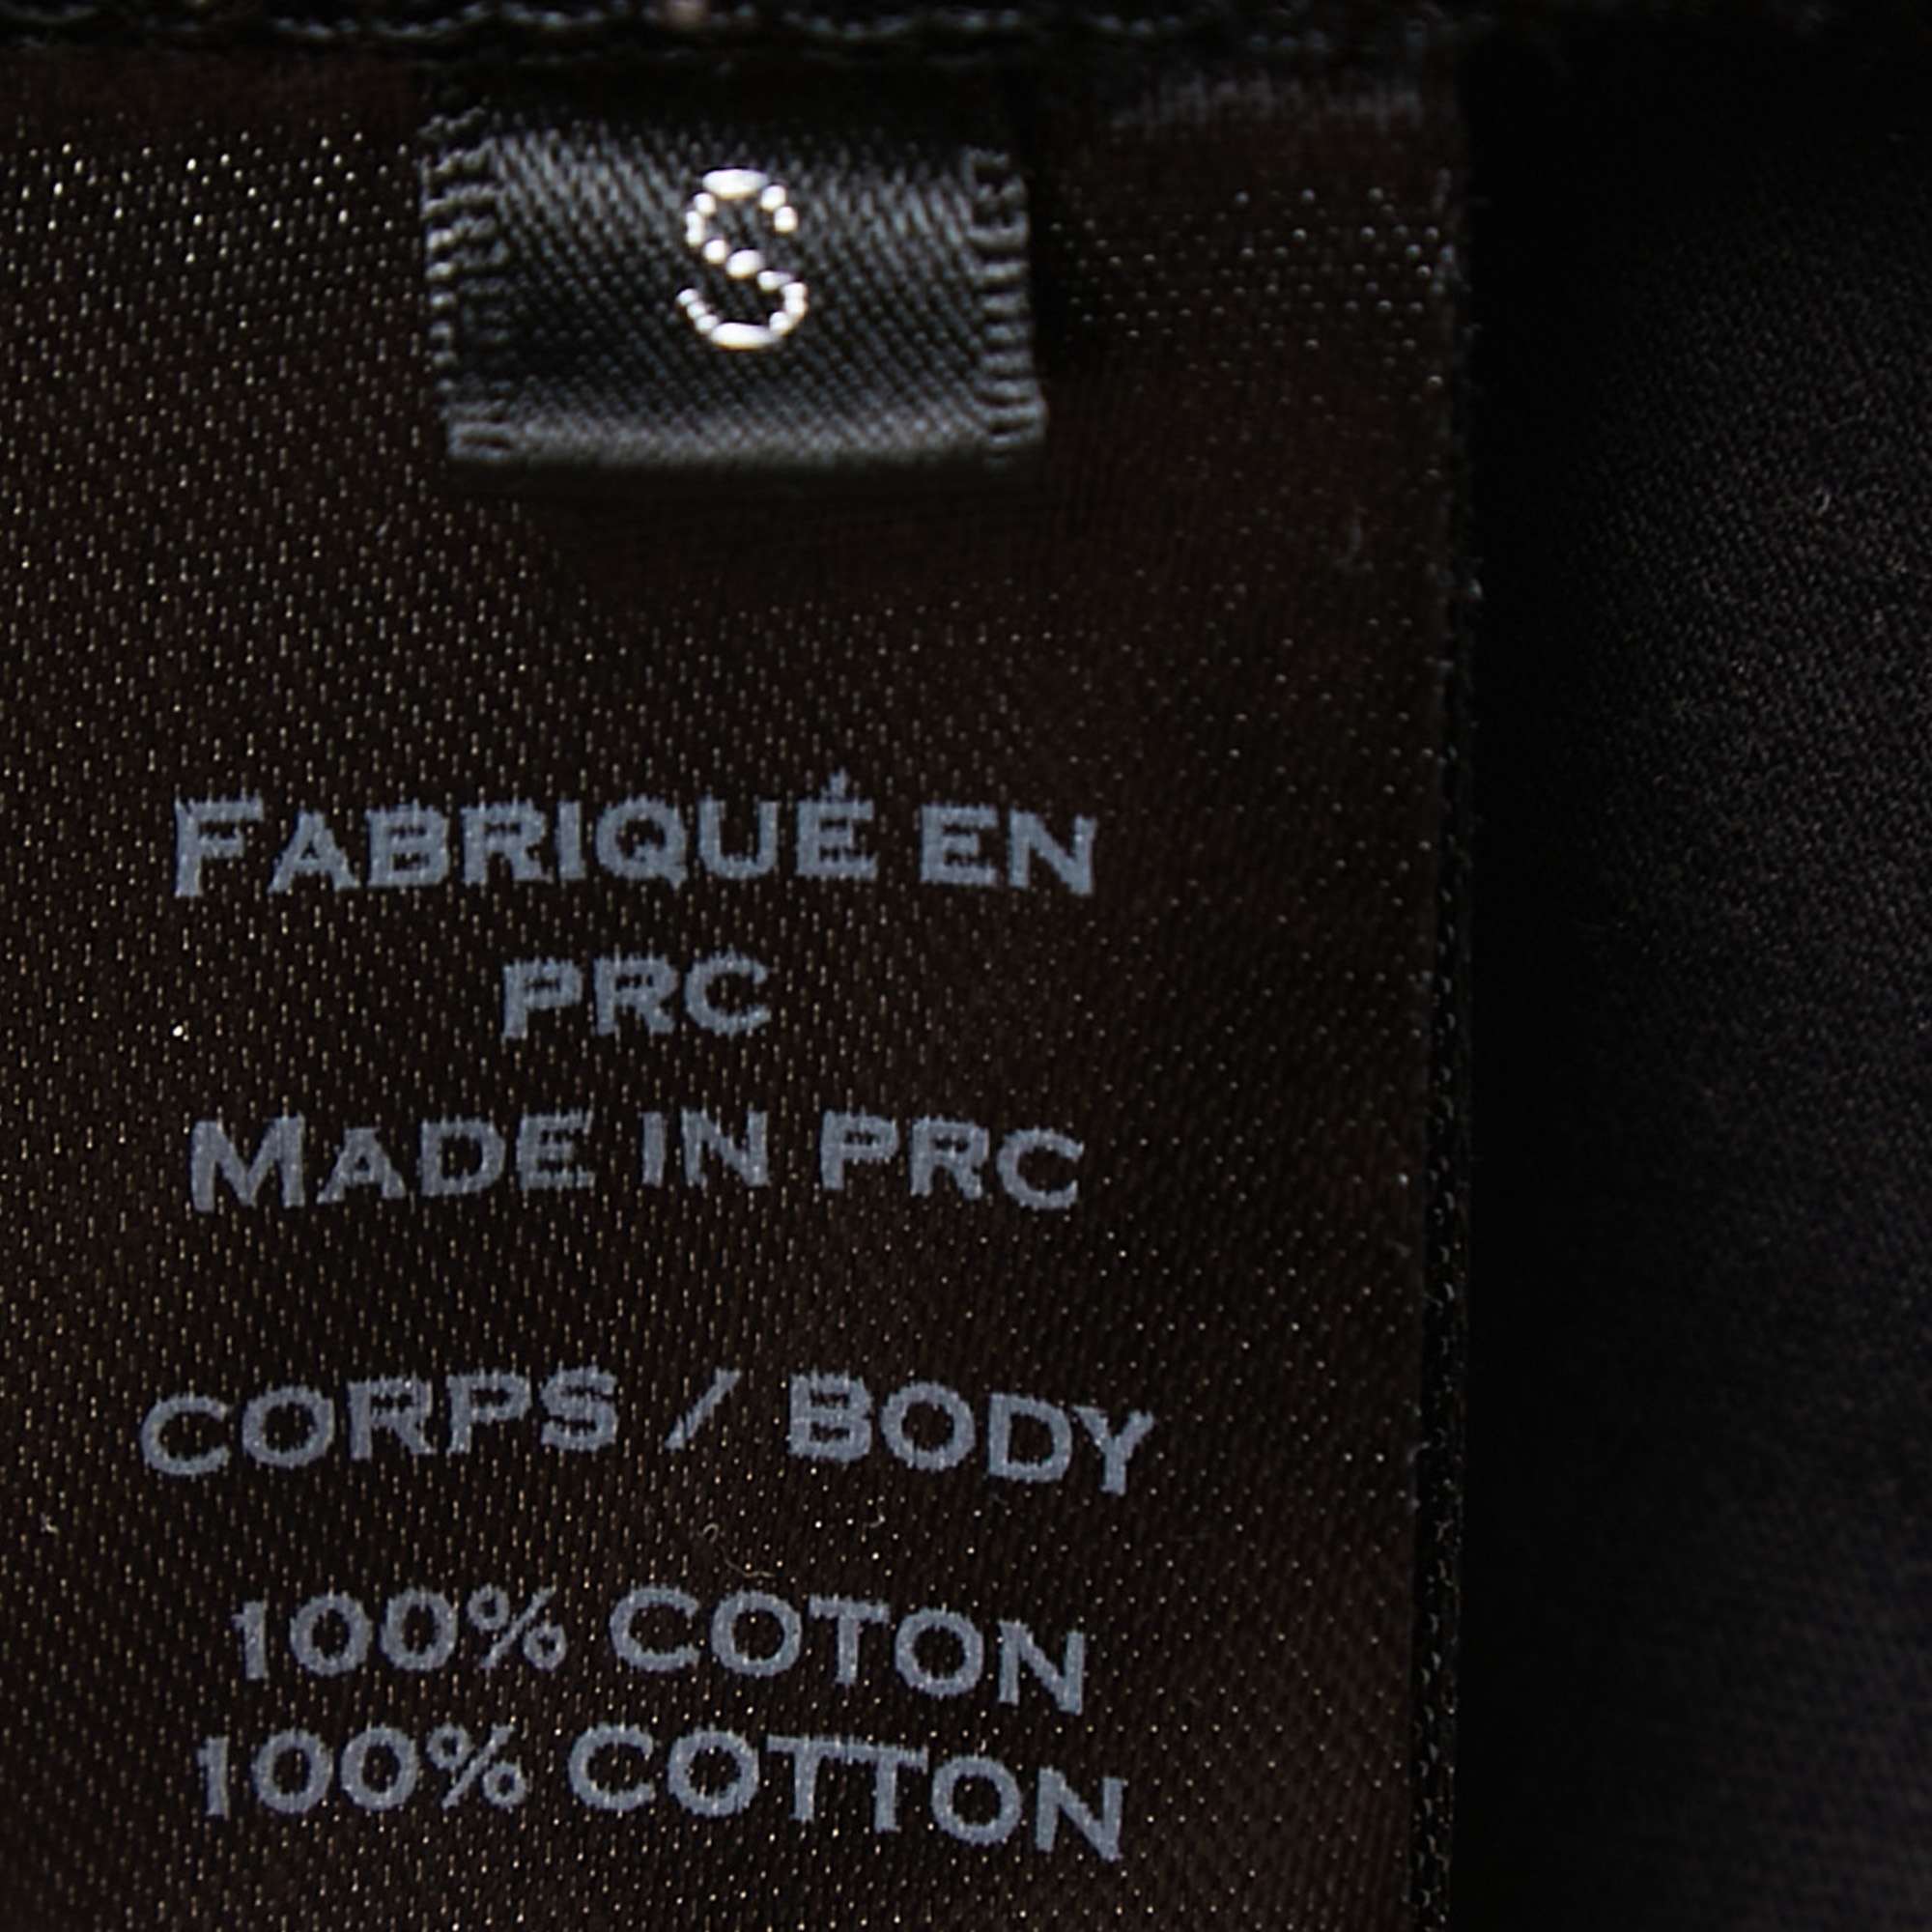 S
FABRIQUÉ EN
PRC
MADE IN PRC
CORPS / BODY
100% COTON
100% COTTON